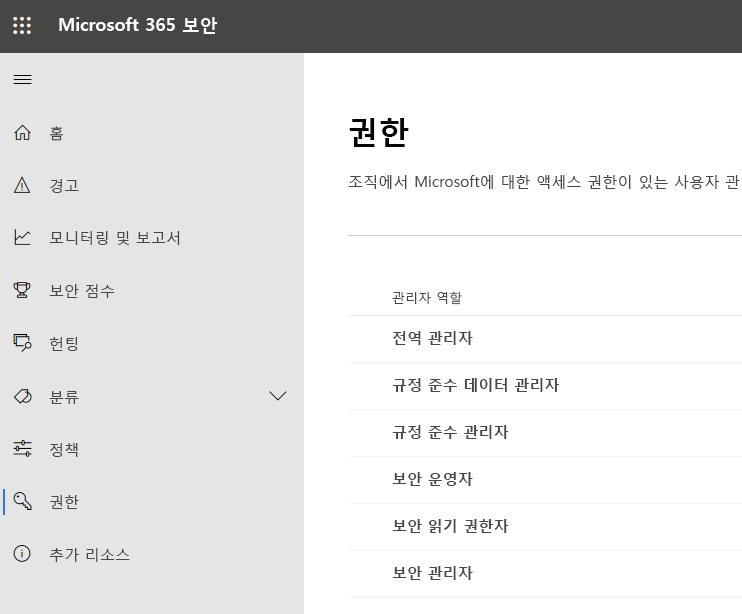 Microsoft 365 보안
홈
경고
모니터링 및 보고서
보안 점수
헌팅
분류
정책
권한
추가 리소스
권한
조직에서 Microsoft에 대한 액세스 권한이 있는 사용자 관
관리자 역할
전역 관리자
규정 준수 데이터 관리자
규정 준수 관리자
보안 운영자
보안 읽기 권한자
보안 관리자